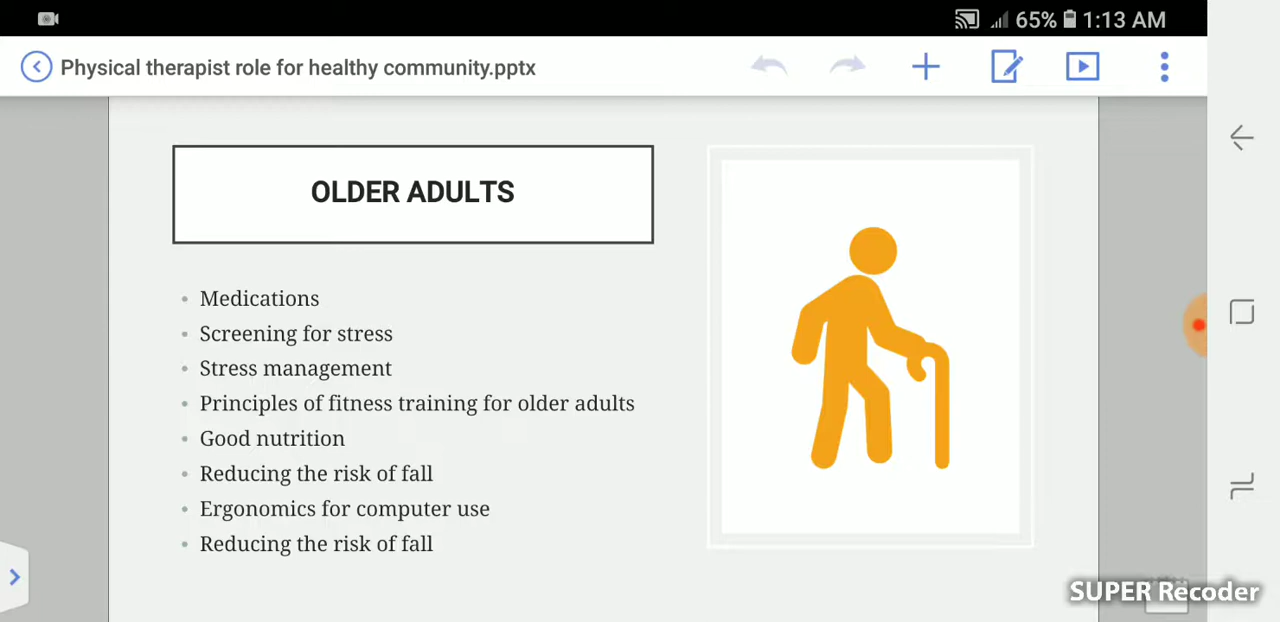 65% 1:13 AM
Physical therapist role for healthy community.pptx
OLDER ADULTS
• Medications
• Screening for stress
• Stress management
• Principles of fitness training for older adults
• Good nutrition
• Reducing the risk of fall
• Ergonomics for computer use
• Reducing the risk of fall
SUPER Recoder